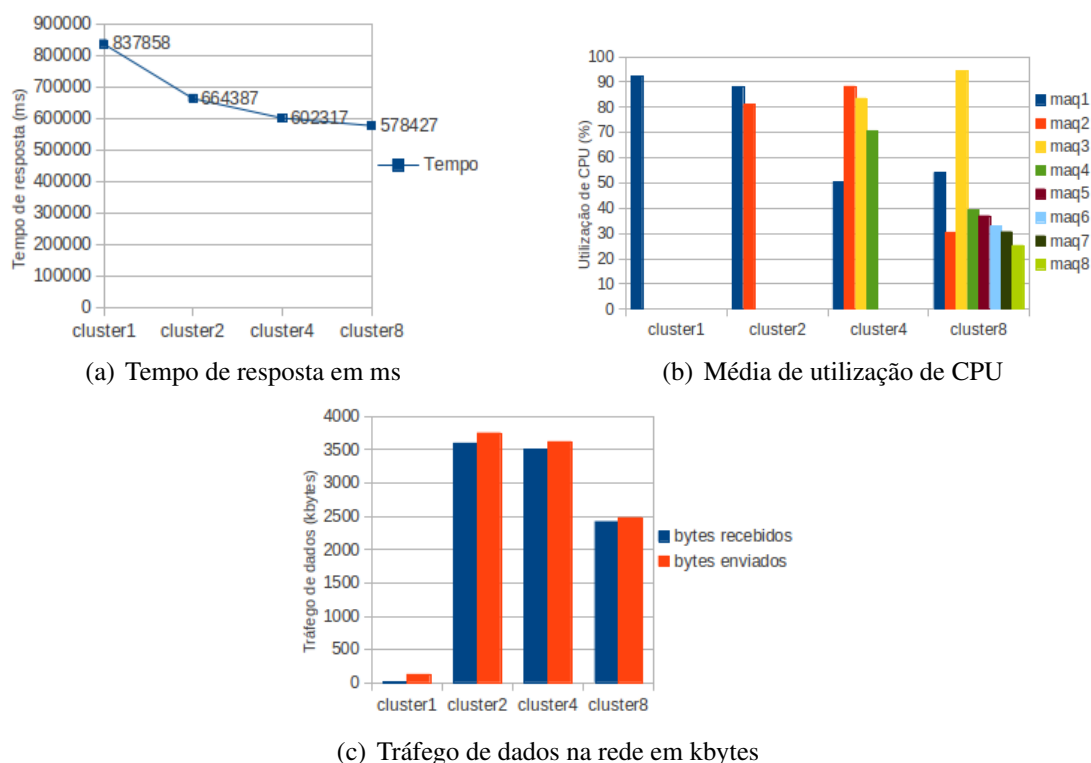 900000
800000
700000
600000
500000
400000
300000
200000
100000
0
Tempo de resposta (ms)
837858
664387
602317
578427
Tempo
cluster1 cluster2 cluster4 cluster8
(a) Tempo de resposta em ms
100
90
80
70
60
50
40
30
20
10
0
Utilização de CPU (%)
cluster1 cluster2 cluster4 cluster8
maq1
maq2
maq3
maq4
maq5
maq6
maq7
maq8
(b) Média de utilização de CPU
4000
3500
3000
2500
2000
1500
1000
500
0
Tráfego de dados (kbytes)
cluster1 cluster2 cluster4 cluster8
bytes recebidos
bytes enviados
(c) Tráfego de dados na rede em kbytes